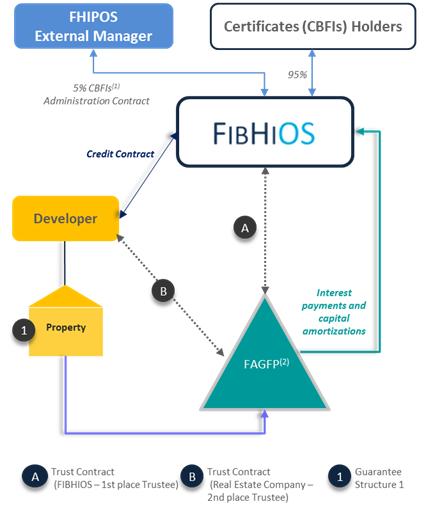 FHIPOS
External Manager
Certificates (CBFIs) Holders
5% CBFIs(1)
Administration Contract
95%
FIBHIOS
Credit Contract
Developer
A
B
1
Property
Interest
payments and
capital
amortizations
FAGFP(2)
A
Trust Contract
(FIBHIOS – 1st place Trustee)
B
Trust Contract
(Real Estate Company –
2nd place Trustee)
1
Guarantee
Structure 1